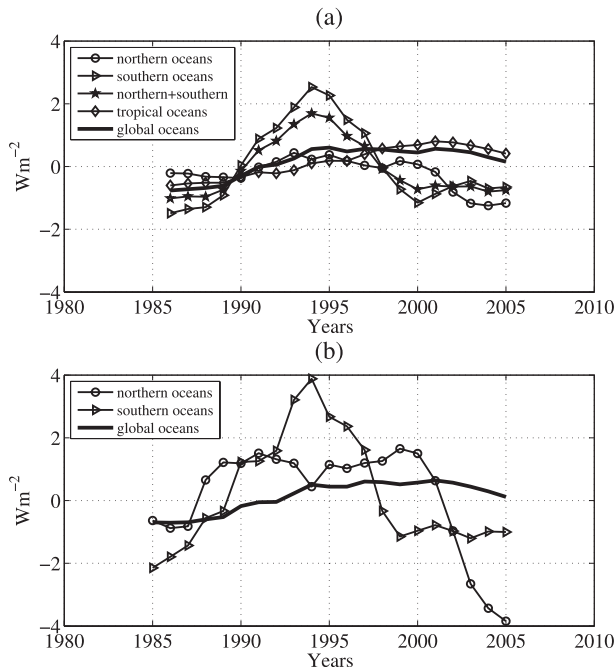 (a)
4
2
0
−2
−4
Wm−2
northern oceans
southern oceans
northern+southern
tropical oceans
global oceans
1980 1985 1990 1995 2000 2005 2010
Years
(b)
4
2
0
−2
−4
Wm−2
northern oceans
southern oceans
global oceans
1980 1985 1990 1995 2000 2005 2010
Years